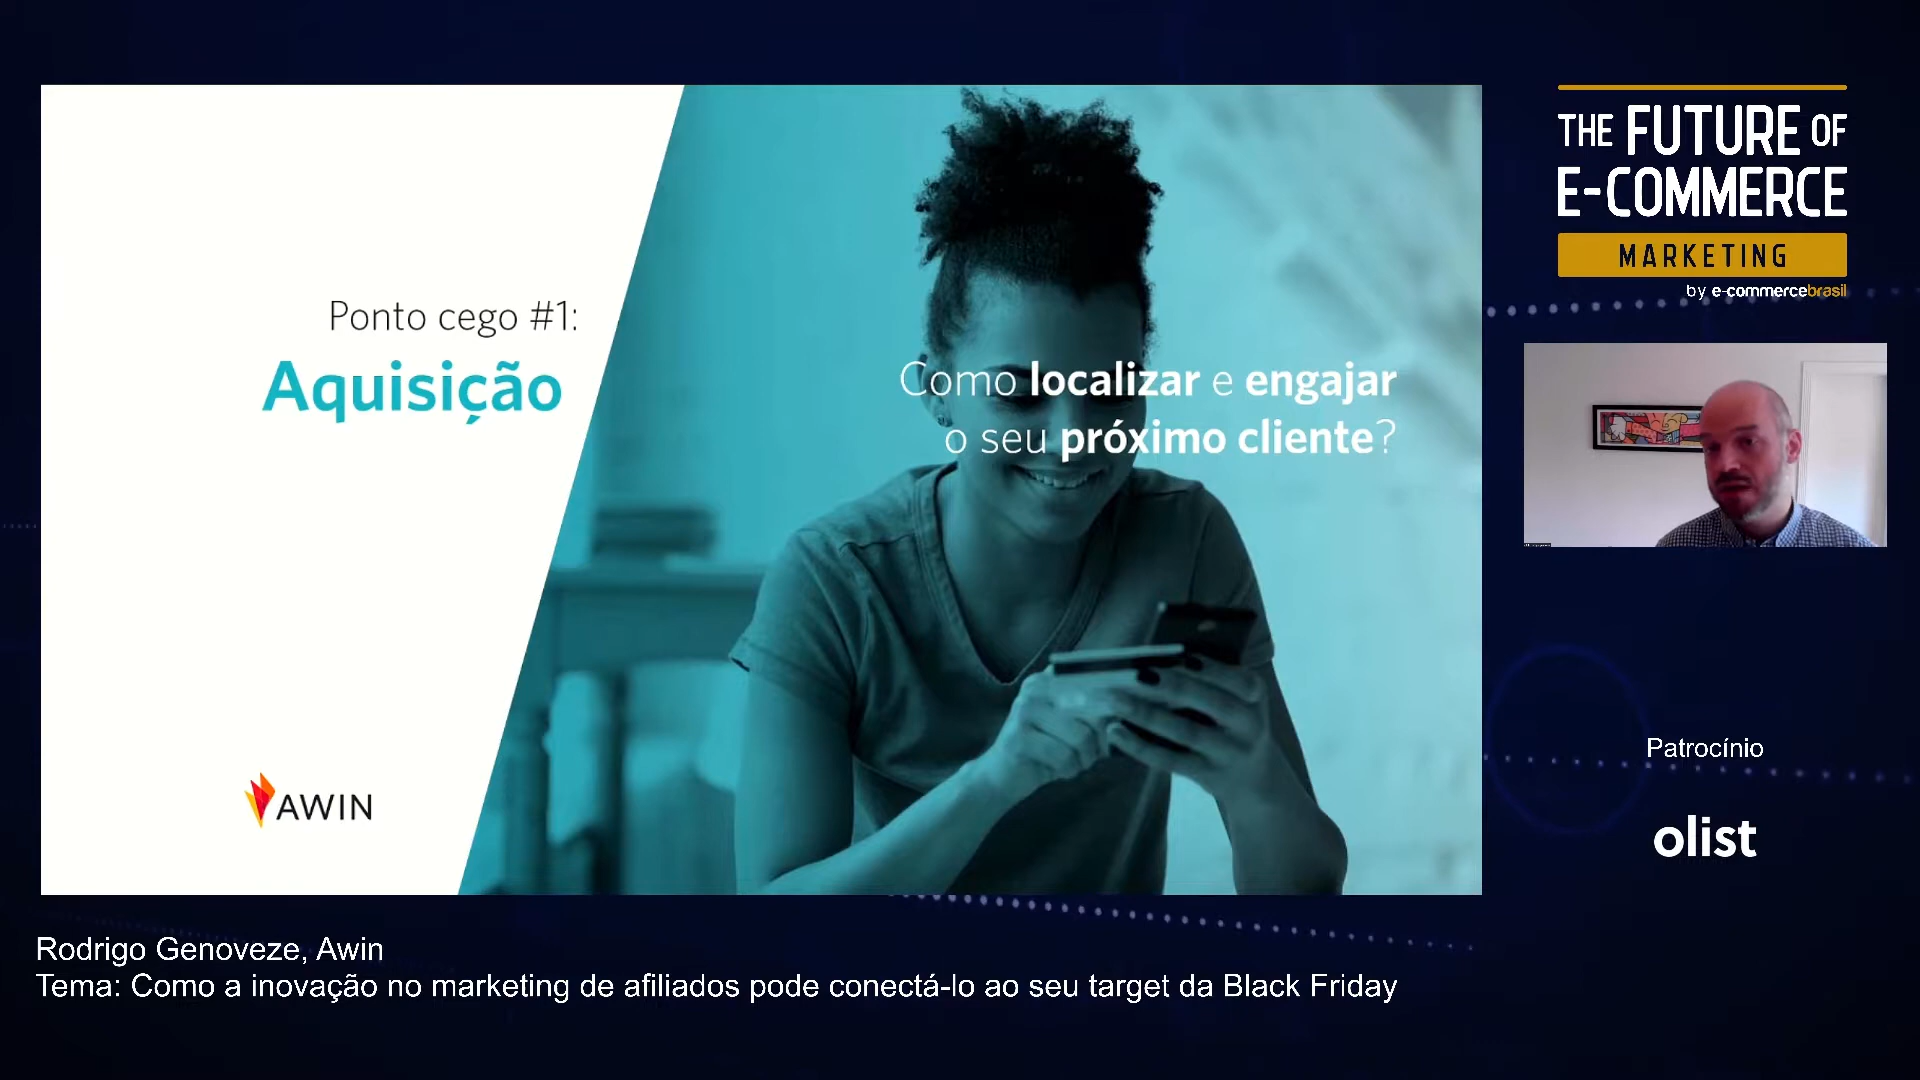 Ponto cego #1:
Aquisição
Como localizar e engajar
o seu próximo cliente?
AWIN
THE FUTURE OF
E-COMMERCE
MARKETING
by e-commercebrasil
Patrocínio
olist
Rodrigo Genoveze, Awin
Tema: Como a inovação no marketing de afiliados pode conectá-lo ao seu target da Black Friday